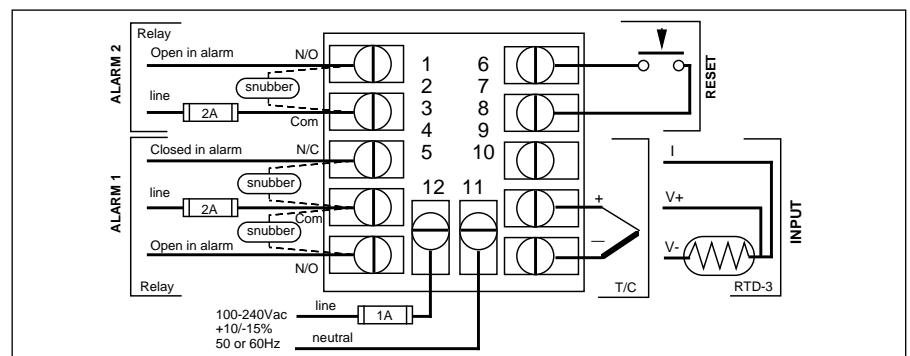 ALARM 2
Relay
Open in alarm
N/O
snubber
line
2A
Com
ALARM 1
Closed in alarm
N/C
snubber
line
2A
Com
snubber
Open in alarm
N/O
Relay
1
2
3
4
5
6
7
8
9
10
12
11
100-240Vac
+10/-15%
50 or 60Hz
line
1A
neutral
RESET
+
—
T/C
I
V+
V-
RTD-3
INPUT